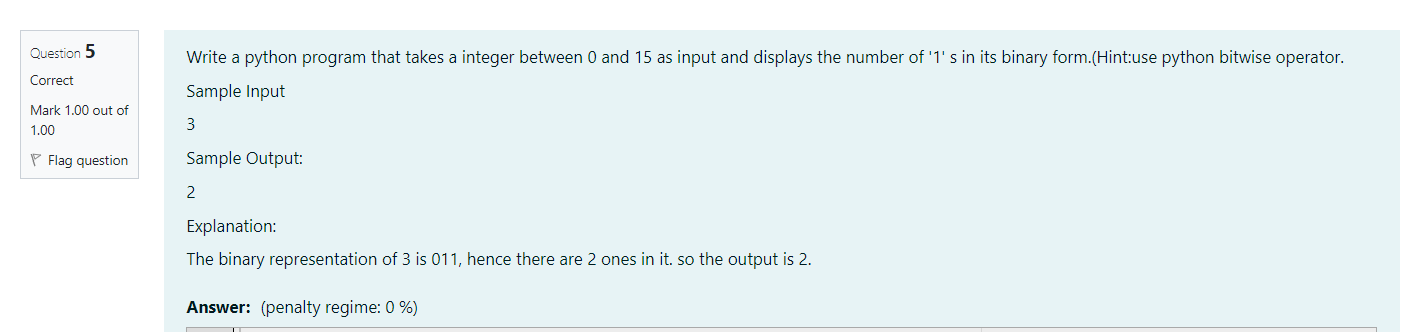 Question 5
Correct
Mark 1.00 out of
1.00
Flag question
Write a python program that takes a integer between 0 and 15 as input and displays the number of '1' s in its binary form.(Hint:use python bitwise operator.
Sample Input
3
Sample Output:
2
Explanation:
The binary representation of 3 is 011, hence there are 2 ones in it. so the output is 2.
Answer: (penalty regime: 0 %)